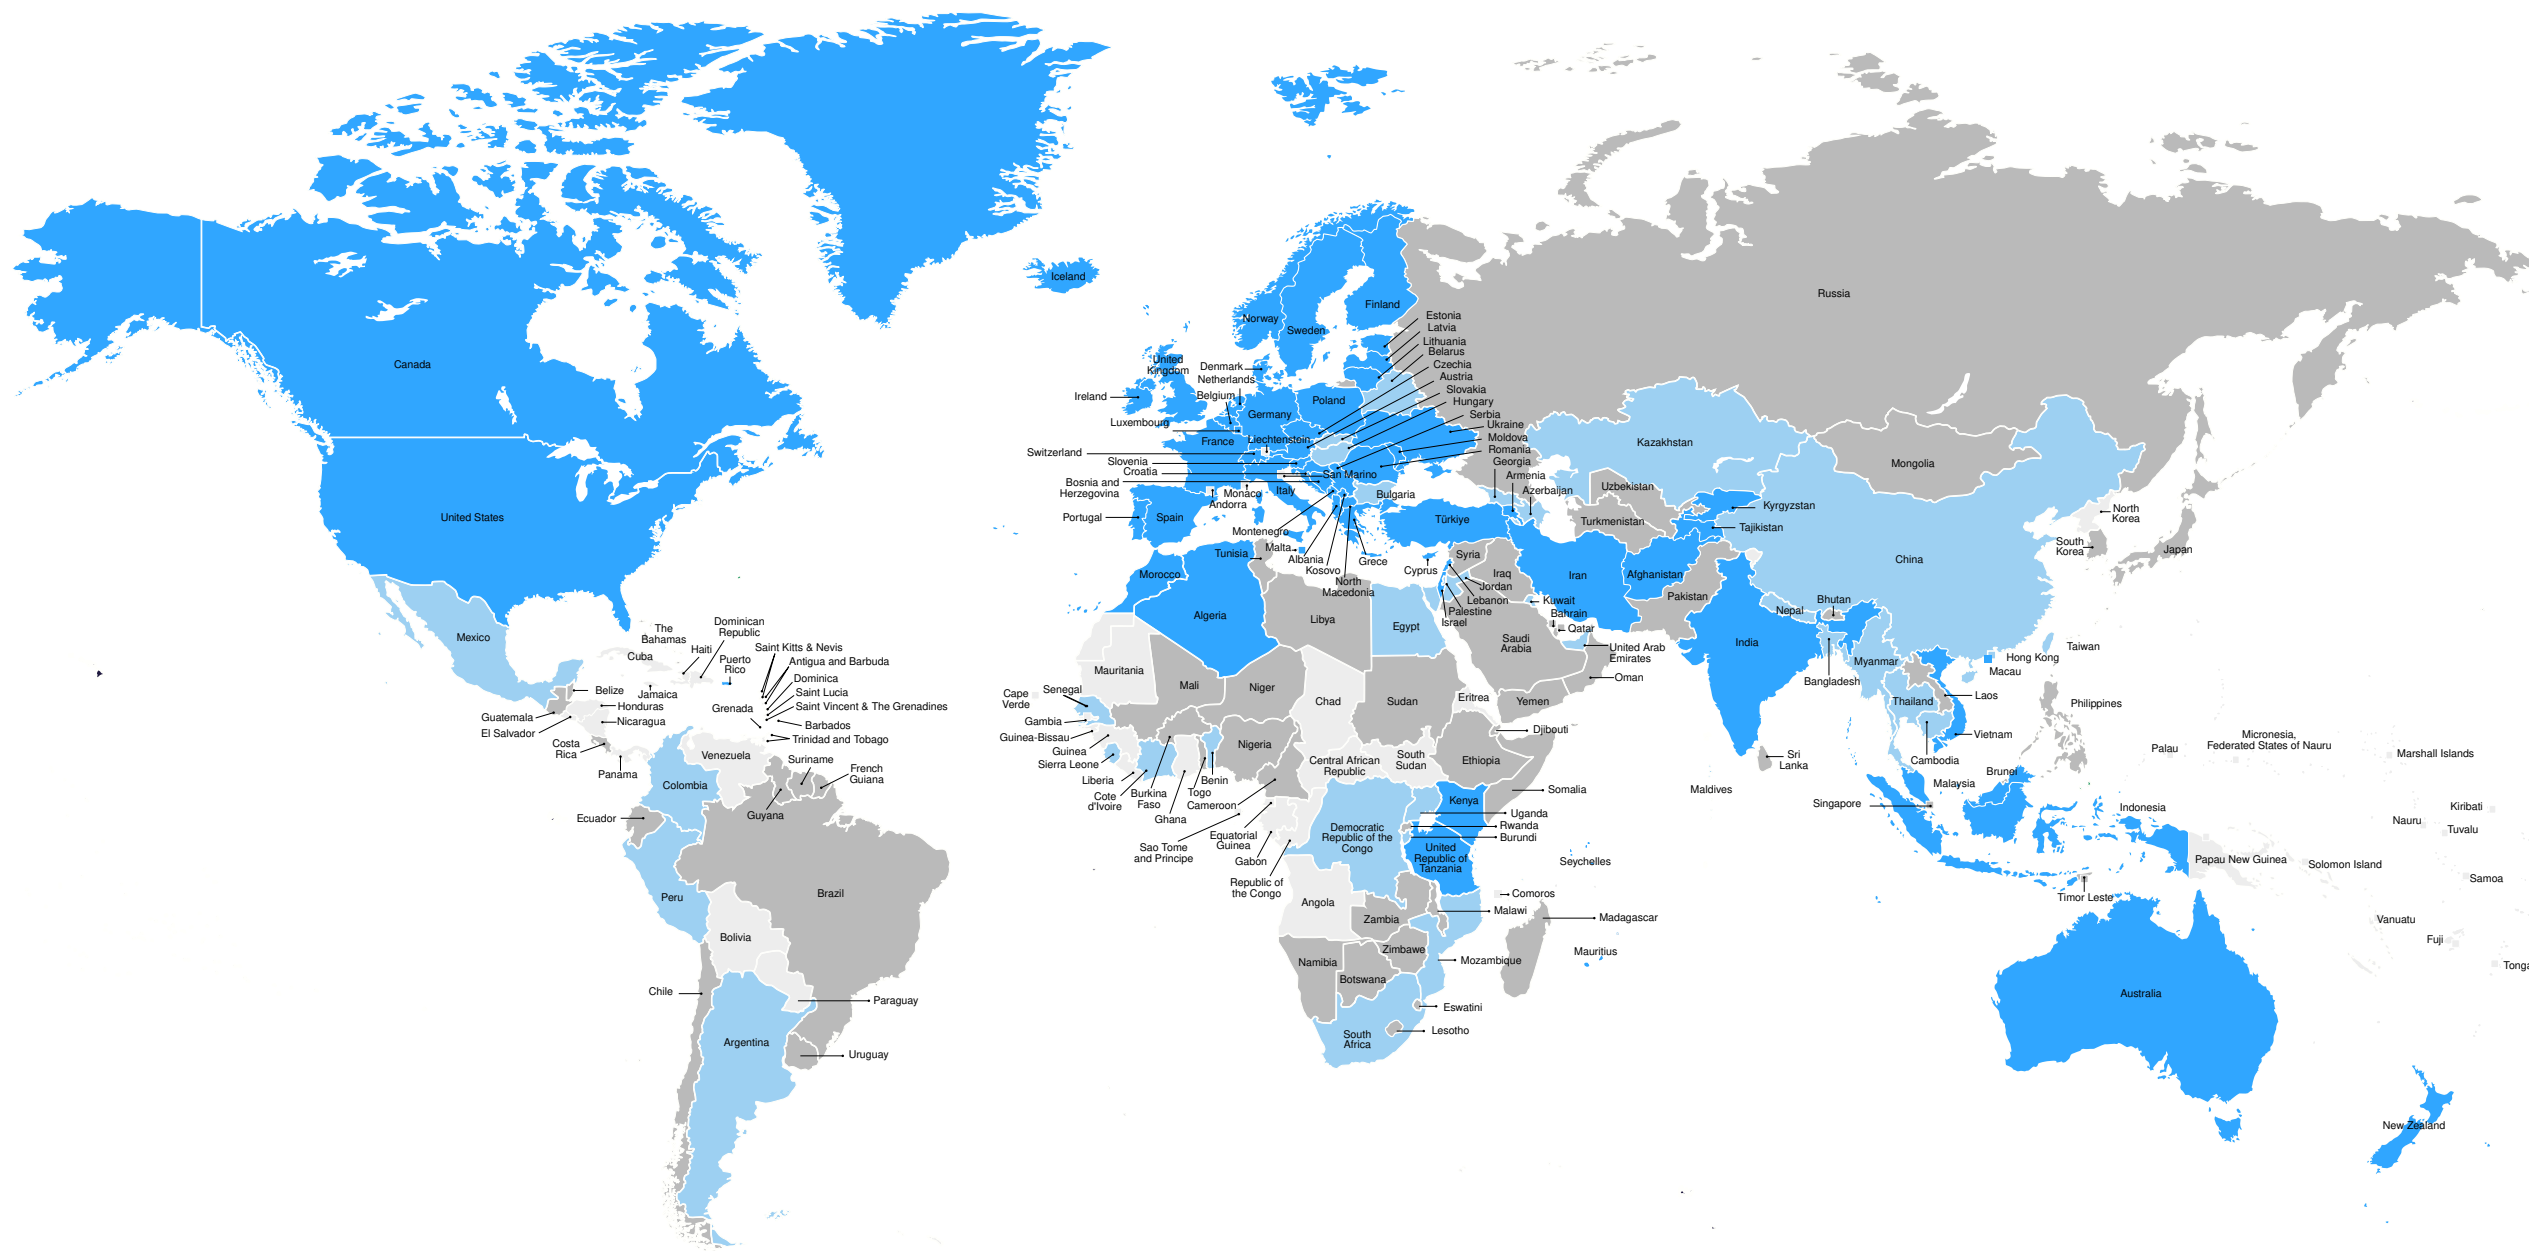 Canada
United States
Mexico
The
Bahamas
Cuba
Haiti
Dominican
Republic
Puerto
Rico
Jamaica
Saint Kitts & Nevis
Antigua and Barbuda
Dominica
Saint Lucia
Saint Vincent & The Grenadines
Grenada
Barbados
Trinidad and Tobago
Belize
Honduras
Nicaragua
Guatemala
El Salvador
Costa
Rica
Panama
Venezuela
Colombia
Suriname
French
Guiana
Guyana
Ecuador
Peru
Brazil
Bolivia
Chile
Paraguay
Argentina
Uruguay
Iceland
Norway
Sweden
Finland
Estonia
Latvia
Lithuania
Belarus
Czechia
Austria
Slovakia
Hungary
Serbia
Ukraine
Moldova
Romania
Georgia
Armenia
Azerbaijan
United
Kingdom
Denmark
Netherlands
Belgium
Ireland
Luxembourg
Germany
Poland
Liechtenstein
France
Switzerland
Slovenia
Croatia
Bosnia and
Herzegovina
San Marino
Monaco
Andorra
Italy
Bulgaria
Portugal
Spain
Montenegro
Malta
Albania
Kosovo
North
Macedonia
Greece
Türkiye
Cyprus
Russia
Kazakhstan
Mongolia
Uzbekistan
Turkmenistan
Kyrgyzstan
Tajikistan
China
North
Korea
South
Korea
Japan
Syria
Iraq
Jordan
Lebanon
Palestine
Israel
Kuwait
Bahrain
Qatar
Saudi
Arabia
United Arab
Emirates
Oman
Yemen
Iran
Afghanistan
Pakistan
India
Nepal
Bhutan
Bangladesh
Myanmar
Thailand
Laos
Vietnam
Cambodia
Hong Kong
Macau
Taiwan
Philippines
Sri
Lanka
Maldives
Malaysia
Brunei
Singapore
Indonesia
Timor Leste
Palau
Micronesia,
Federated States of Nauru
Marshall Islands
Kiribati
Nauru
Tuvalu
Papau New Guinea
Solomon Island
Samoa
Vanuatu
Fuji
Tonga
Australia
New Zealand
Tunisia
Morocco
Algeria
Libya
Egypt
Mauritania
Mali
Niger
Chad
Sudan
Eritrea
Djibouti
Cape
Verde
Senegal
Gambia
Guinea-Bissau
Guinea
Sierra Leone
Liberia
Cote
d'Ivoire
Burkina
Faso
Ghana
Togo
Benin
Nigeria
Cameroon
Central African
Republic
South
Sudan
Ethiopia
Somalia
Kenya
Uganda
Rwanda
Burundi
Sao Tome
and Principe
Equatorial
Guinea
Gabon
Republic of
the Congo
Democratic
Republic of the
Congo
United
Republic of
Tanzania
Seychelles
Comoros
Malawi
Madagascar
Mauritius
Angola
Zambia
Zimbawe
Mozambique
Namibia
Botswana
Eswatini
Lesotho
South
Africa